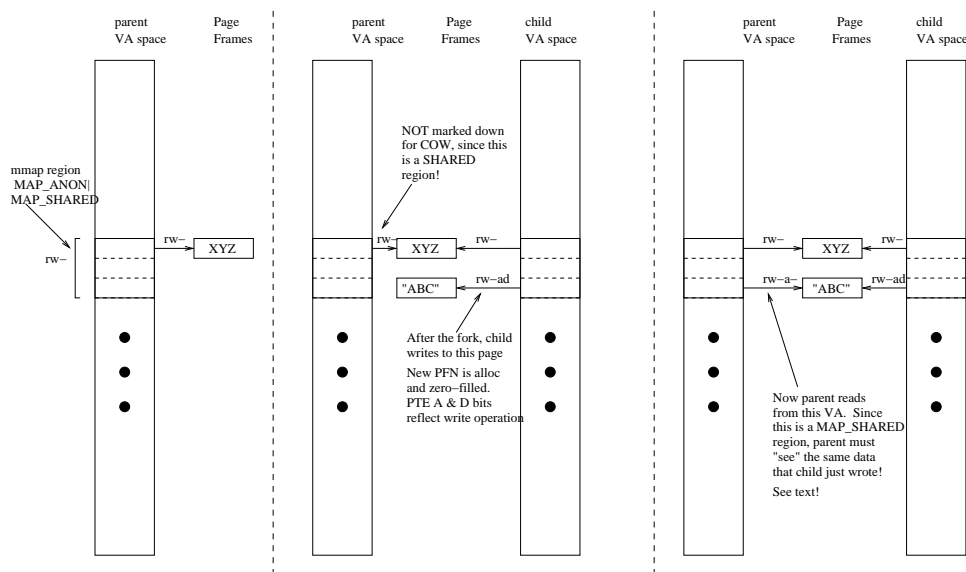 parent
VA space
Page
Frames
mmap region
MAP_ANON|
MAP_SHARED
rw−
rw−
XYZ
parent
VA space
Page
Frames
child
VA space
NOT marked down
for COW, since this
is a SHARED
region!
rw−
XYZ
rw−
"ABC"
rw−ad
After the fork, child
writes to this page
New PFN is alloc
and zero−filled.
PTE A & D bits
reflect write operation
parent
VA space
Page
Frames
child
VA space
rw−
XYZ
rw−
rw−a−
"ABC"
rw−ad
Now parent reads
from this VA. Since
this is a MAP_SHARED
region, parent must
"see" the same data
that child just wrote!
See text!